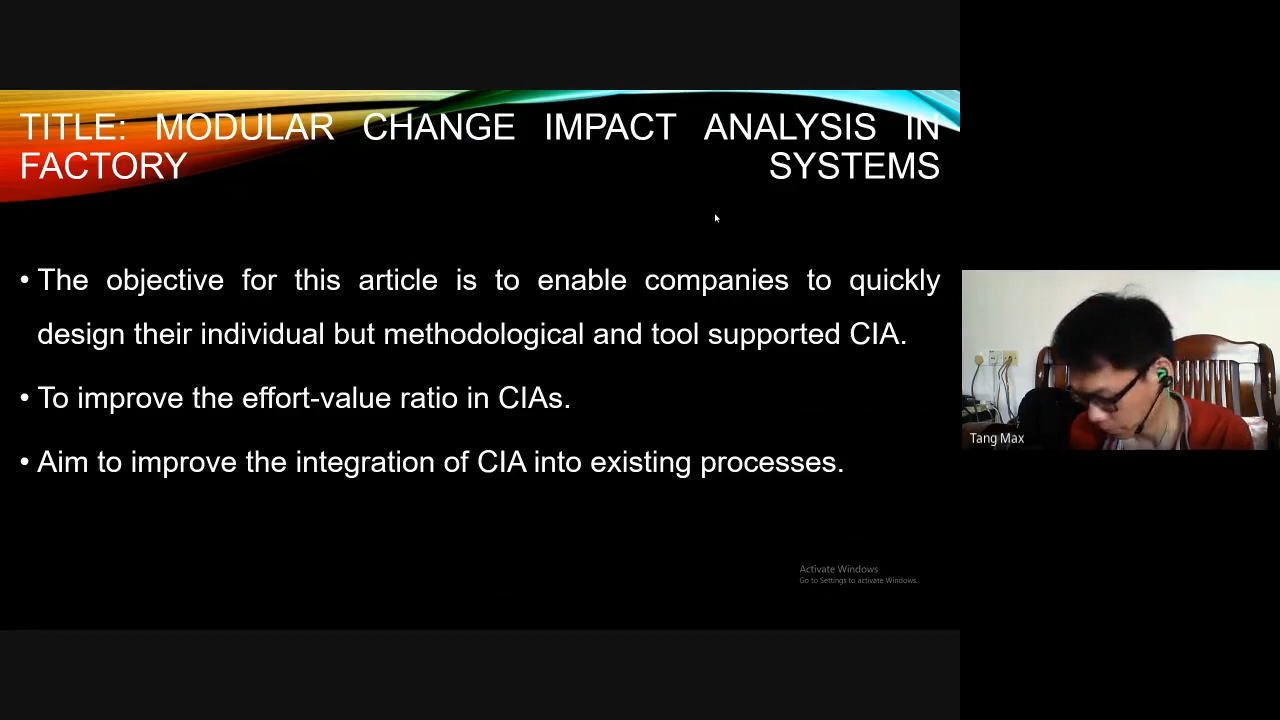 TITLE: MODULAR CHANGE IMPACT ANALYSIS IN
FACTORY SYSTEMS
• The objective for this article is to enable companies to quickly
design their individual but methodological and tool supported CIA.
• To improve the effort-value ratio in CIAs.
• Aim to improve the integration of CIA into existing processes.
Activate Windows
Go to Settings to activate Windows.
Tang Max